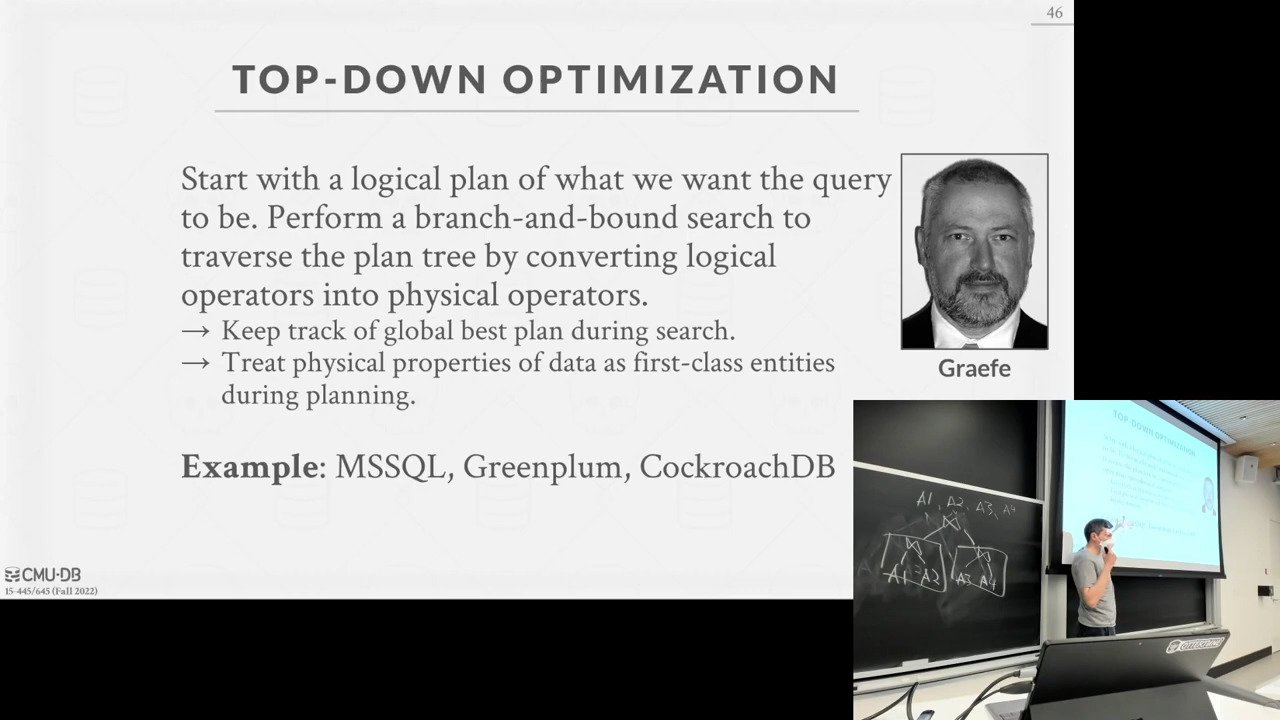 46
TOP-DOWN OPTIMIZATION
Start with a logical plan of what we want the query
to be. Perform a branch-and-bound search to
traverse the plan tree by converting logical
operators into physical operators.
→ Keep track of global best plan during search.
→ Treat physical properties of data as first-class entities
during planning.
Graefe
Example: MSSQL, Greenplum, CockroachDB
CMU·DB
15-445/645 (Fall 2022)
TOP-DOWN OPTIMIZATION
A1, A2, A3, A4
A1 A2 A3 A4